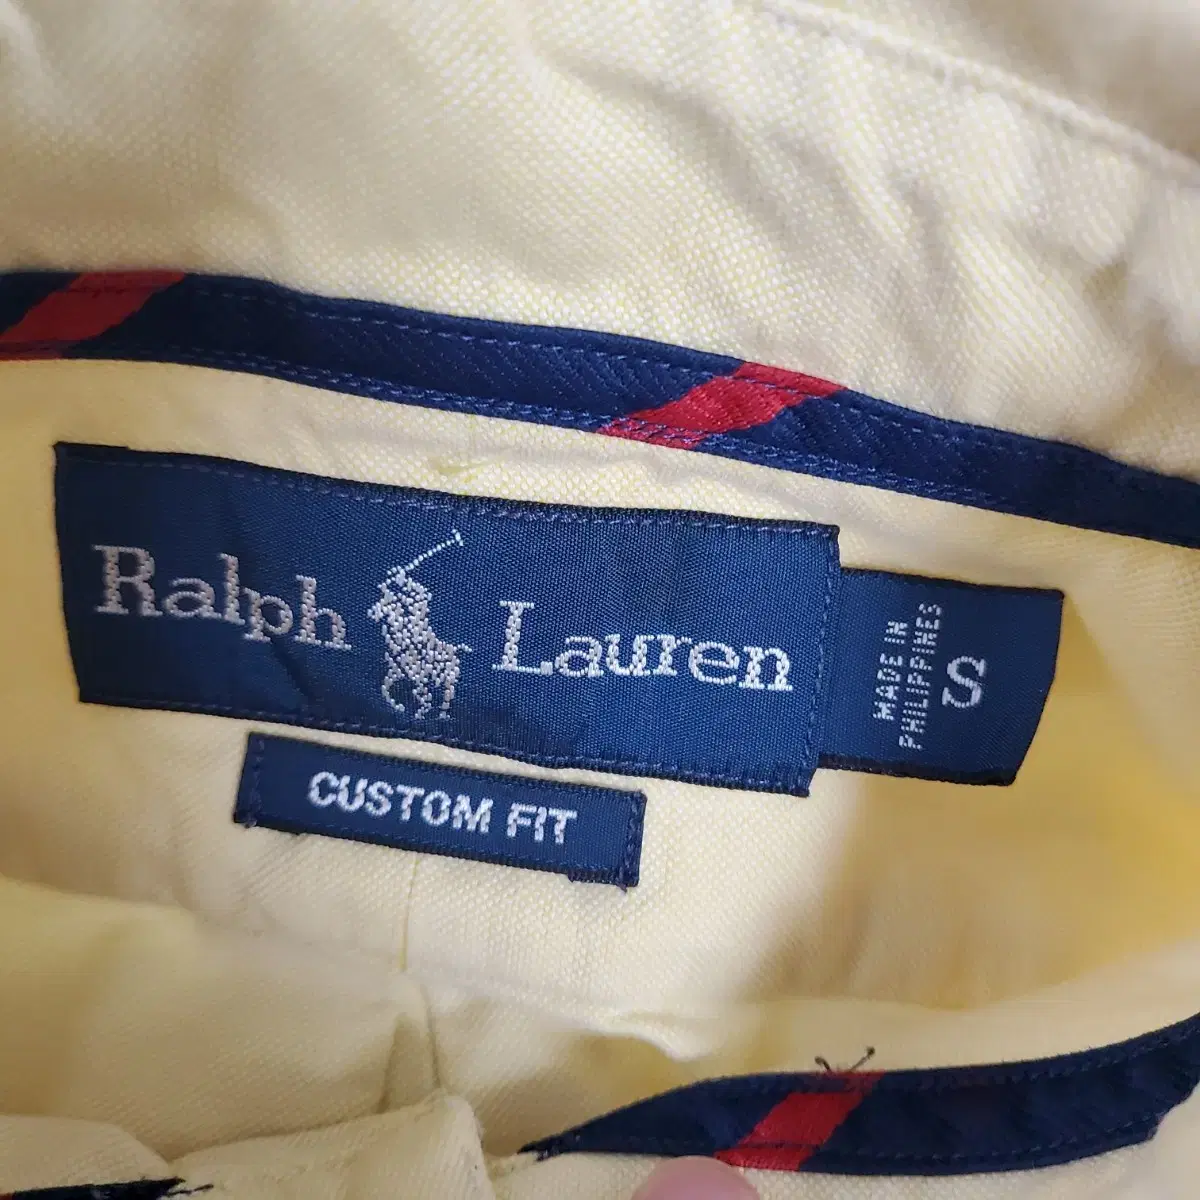 Ralph Lauren
MADE IN
PHILIPPINES
S
CUSTOM FIT